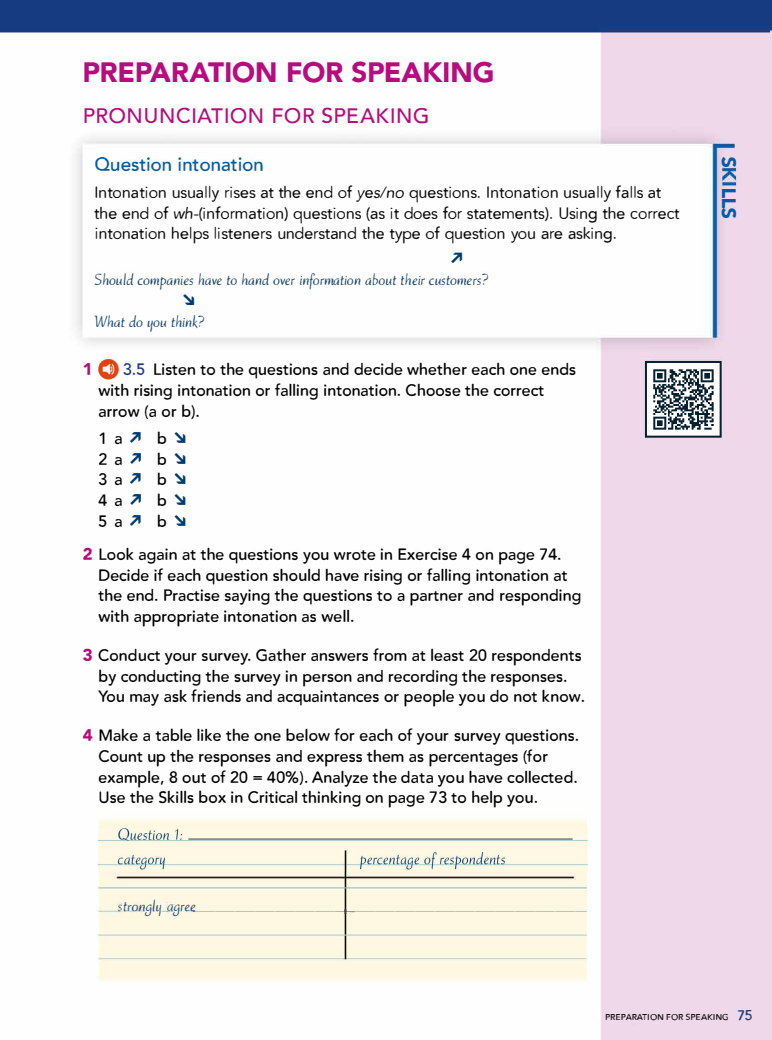 PREPARATION FOR SPEAKING
PRONUNCIATION FOR SPEAKING
SKILLS
Question intonation
Intonation usually rises at the end of yes/no questions. Intonation usually falls at
the end of wh-(information) questions (as it does for statements). Using the correct
intonation helps listeners understand the type of question you are asking.
↗
Should companies have to hand over information about their customers?
↘
What do you think?
1 3.5 Listen to the questions and decide whether each one ends
with rising intonation or falling intonation. Choose the correct
arrow (a or b).
1 a ↗ b ↘
2 a ↗ b ↘
3 a ↗ b ↘
4 a ↗ b ↘
5 a ↗ b ↘
2 Look again at the questions you wrote in Exercise 4 on page 74.
Decide if each question should have rising or falling intonation at
the end. Practise saying the questions to a partner and responding
with appropriate intonation as well.
3 Conduct your survey. Gather answers from at least 20 respondents
by conducting the survey in person and recording the responses.
You may ask friends and acquaintances or people you do not know.
4 Make a table like the one below for each of your survey questions.
Count up the responses and express them as percentages (for
example, 8 out of 20 = 40%). Analyze the data you have collected.
Use the Skills box in Critical thinking on page 73 to help you.
Question 1:
category percentage of respondents
strongly agree
PREPARATION FOR SPEAKING 75